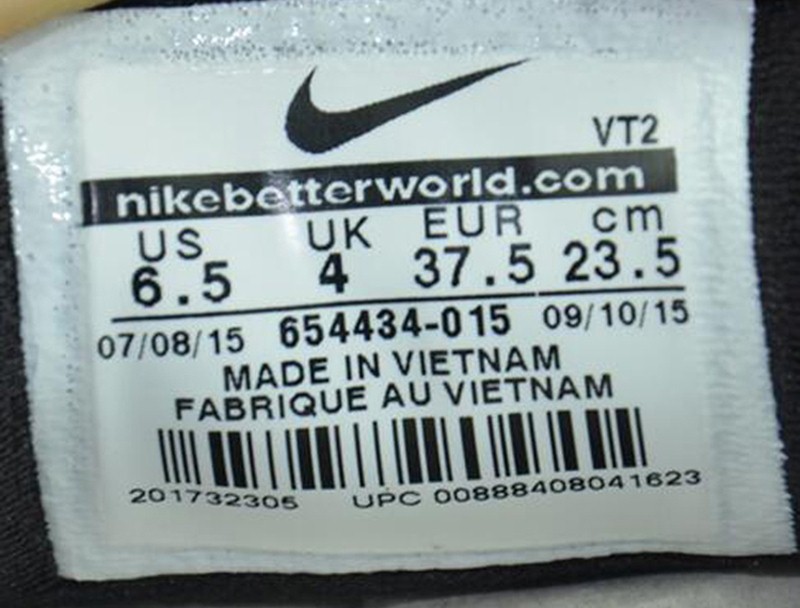 VT2
nikebetterworld.com
US UK EUR cm
6.5 4 37.5 23.5
07/08/15 654434-015 09/10/15
MADE IN VIETNAM
FABRIQUE AU VIETNAM
201732305 UPC 00888408041623